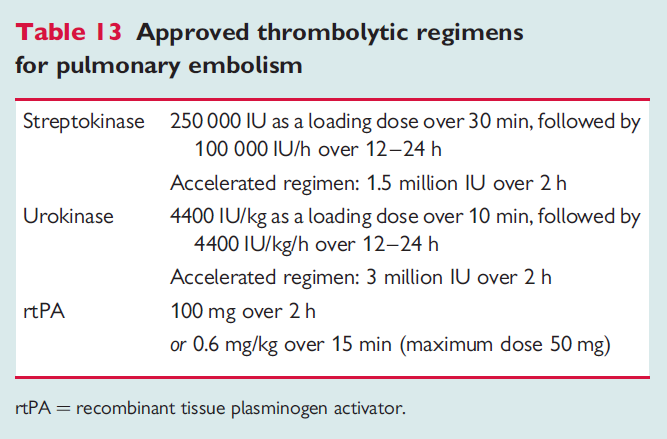 Table 13 Approved thrombolytic regimens
for pulmonary embolism
Streptokinase 250 000 IU as a loading dose over 30 min, followed by
100 000 IU/h over 12–24 h
Accelerated regimen: 1.5 million IU over 2 h
Urokinase 4400 IU/kg as a loading dose over 10 min, followed by
4400 IU/kg/h over 12–24 h
Accelerated regimen: 3 million IU over 2 h
rtPA 100 mg over 2 h
or 0.6 mg/kg over 15 min (maximum dose 50 mg)
rtPA = recombinant tissue plasminogen activator.